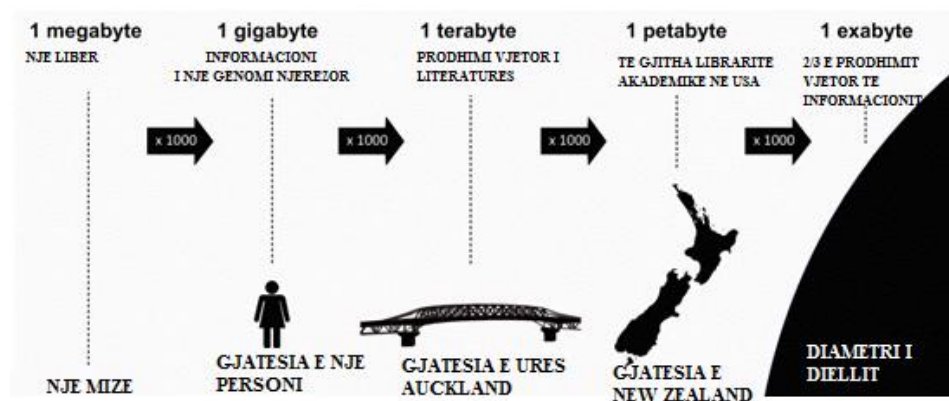 1 megabyte
NJE LIBER
1 gigabyte
INFORMACIONI
I NJE GENOMI NJEREZOR
1 terabyte
PRODHIMI VJETOR I
LITERATURES
1 petabyte
TE GJITHA LIBRARITE
AKADEMIKE NE USA
1 exabyte
2/3 E PRODHIMIT
VJETOR TE
INFORMACIONIT
x 1000
x 1000
x 1000
x 1000
NJE MIZE
GJATESIA E NJE
PERSONI
GJATESIA E URES
AUCKLAND
GJATESIA E
NEW ZEALAND
DIAMETRI I
DIELLIT